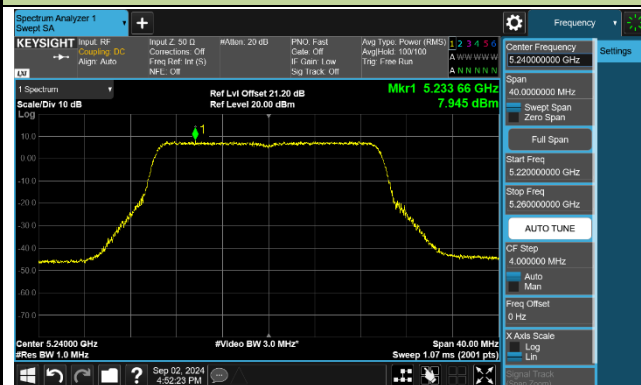 Spectrum Analyzer 1
Swept SA
+
Frequency
KEYSIGHT
Input: RF
Coupling: DC
Align: Auto
Input Z: 50 Ω
Corrections: Off
Freq Ref: Int (S)
NFE: Off
#Atten: 20 dB
PNO: Fast
Gate: Off
IF Gain: Low
Sig Track: Off
Avg Type: Power (RMS)
Avg|Hold: 100/100
Trig: Free Run
1 2 3 4 5 6
A W W W W W
A N N N N N
LXI
1 Spectrum
Scale/Div 10 dB
Log
Ref Lvl Offset 21.20 dB
Ref Level 20.00 dBm
Mkr1 5.233 66 GHz
7.945 dBm
1
10.0
0.00
-10.0
-20.0
-30.0
-40.0
-50.0
-60.0
-70.0
Center 5.24000 GHz
#Res BW 1.0 MHz
#Video BW 3.0 MHz*
Span 40.00 MHz
Sweep 1.07 ms (2001 pts)
Center Frequency
5.240000000 GHz
Settings
Span
40.0000000 MHz
Swept Span
Zero Span
Full Span
Start Freq
5.220000000 GHz
Stop Freq
5.260000000 GHz
AUTO TUNE
CF Step
4.000000 MHz
Auto
Man
Freq Offset
0 Hz
X Axis Scale
Log
Lin
Signal Track
(Span Zoom)
?
Sep 02, 2024
4:52:23 PM